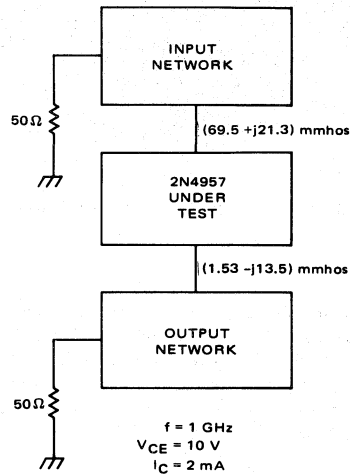 INPUT
NETWORK
50Ω
(69.5 +j21.3) mmhos
2N4957
UNDER
TEST
(1.53 -j13.5) mmhos
OUTPUT
NETWORK
50Ω
f = 1 GHz
VCE = 10 V
IC = 2 mA